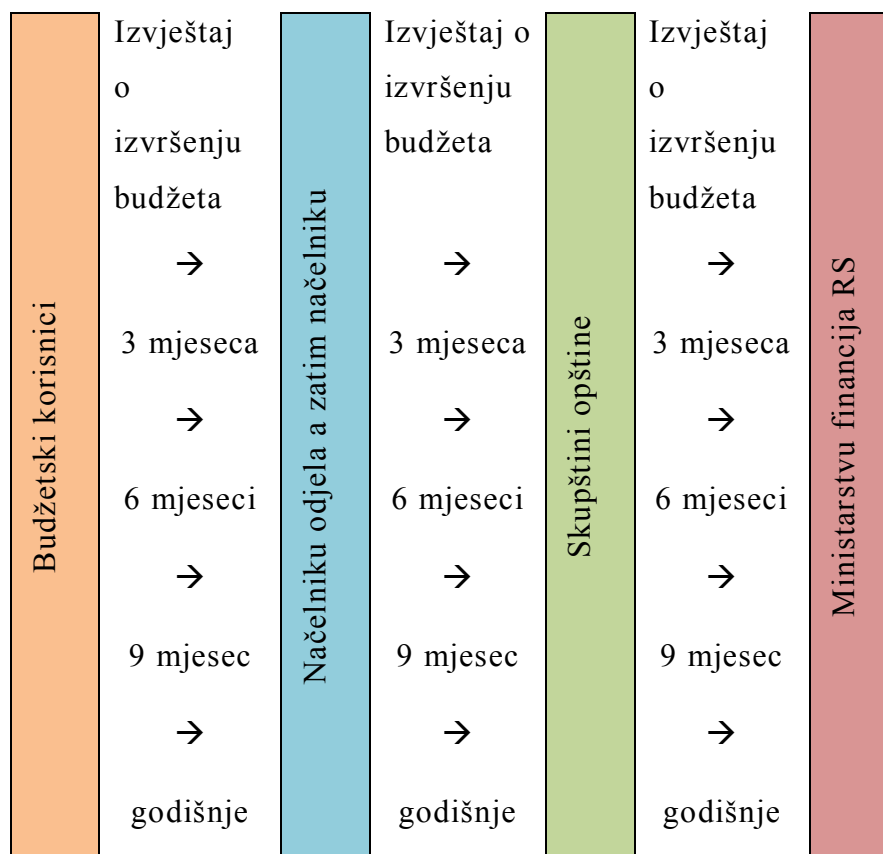 Budžetski korisnici
Izvještaj
o
izvršenju
budžeta
→
3 mjeseca
→
6 mjeseci
→
9 mjesec
→
godišnje
Načelniku odjela a zatim načelniku
Izvještaj o
izvršenju
budžeta
→
3 mjeseca
→
6 mjeseci
→
9 mjesec
→
godišnje
Skupštini opštine
Izvještaj
o
izvršenju
budžeta
→
3 mjeseca
→
6 mjeseci
→
9 mjesec
→
godišnje
Ministarstvu financija RS